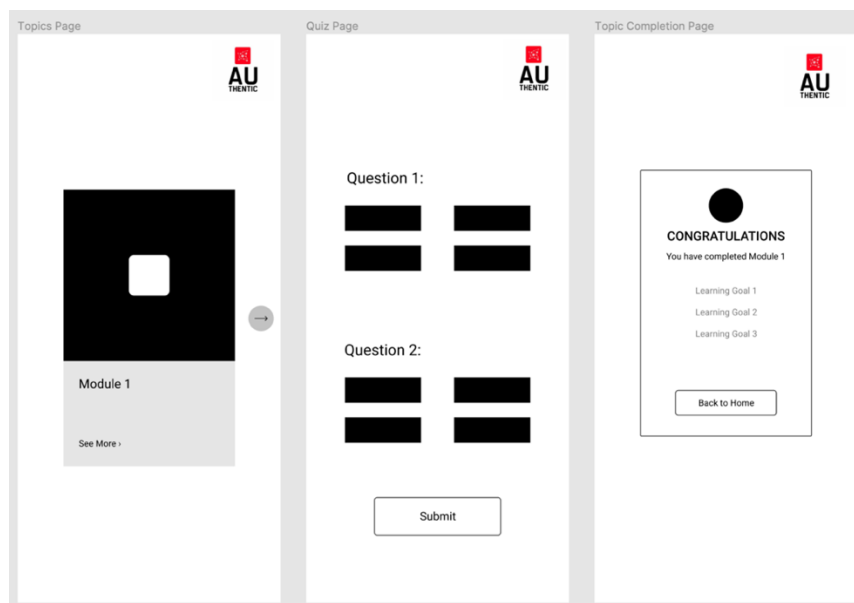 Topics Page
AU
THENTIC
Module 1
See More ›
→
Quiz Page
AU
THENTIC
Question 1:
Question 2:
Submit
Topic Completion Page
AU
THENTIC
CONGRATULATIONS
You have completed Module 1
Learning Goal 1
Learning Goal 2
Learning Goal 3
Back to Home